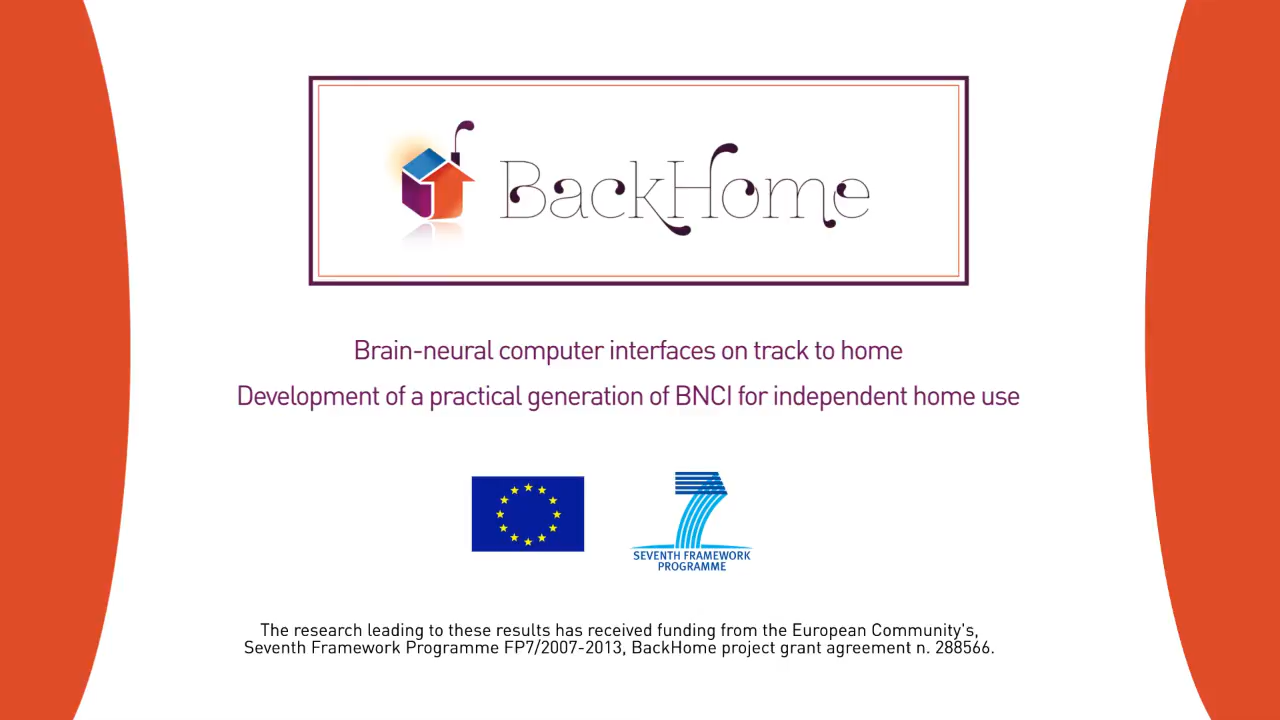 BackHome
Brain-neural computer interfaces on track to home
Development of a practical generation of BNCI for independent home use
SEVENTH FRAMEWORK
PROGRAMME
The research leading to these results has received funding from the European Community's,
Seventh Framework Programme FP7/2007-2013, BackHome project grant agreement n. 288566.